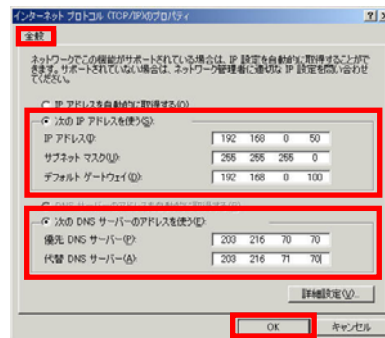 インターネット プロトコル (TCP/IP)のプロパティ
全般
ネットワークでこの機能がサポートされている場合は、IP 設定を自動的に取得することがで
きます。サポートされていない場合は、ネットワーク管理者に適切な IP 設定を問い合わせ
てください。
IP アドレスを自動的に取得する(O)
次の IP アドレスを使う(S):
IP アドレス(I): 192 168 0 50
サブネット マスク(U): 255 255 255 0
デフォルト ゲートウェイ(D): 192 168 0 100
次の DNS サーバーのアドレスを使う(E):
優先 DNS サーバー(P): 203 216 70 70
代替 DNS サーバー(A): 203 216 71 70
詳細設定(V)...
OK キャンセル